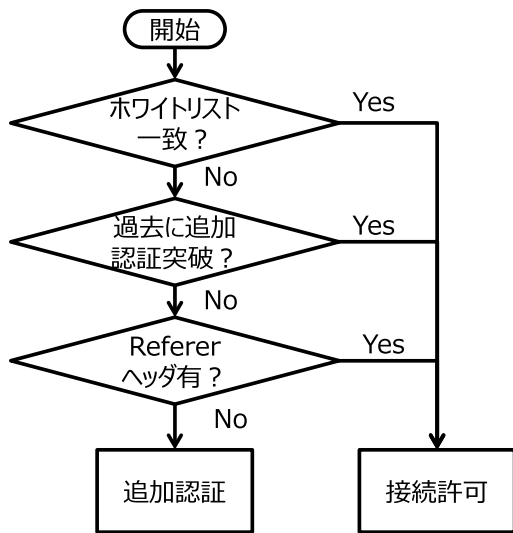 開始
ホワイトリスト
一致？
Yes
No
過去に追加
認証突破？
Yes
No
Referer
ヘッダ有？
Yes
No
追加認証
接続許可